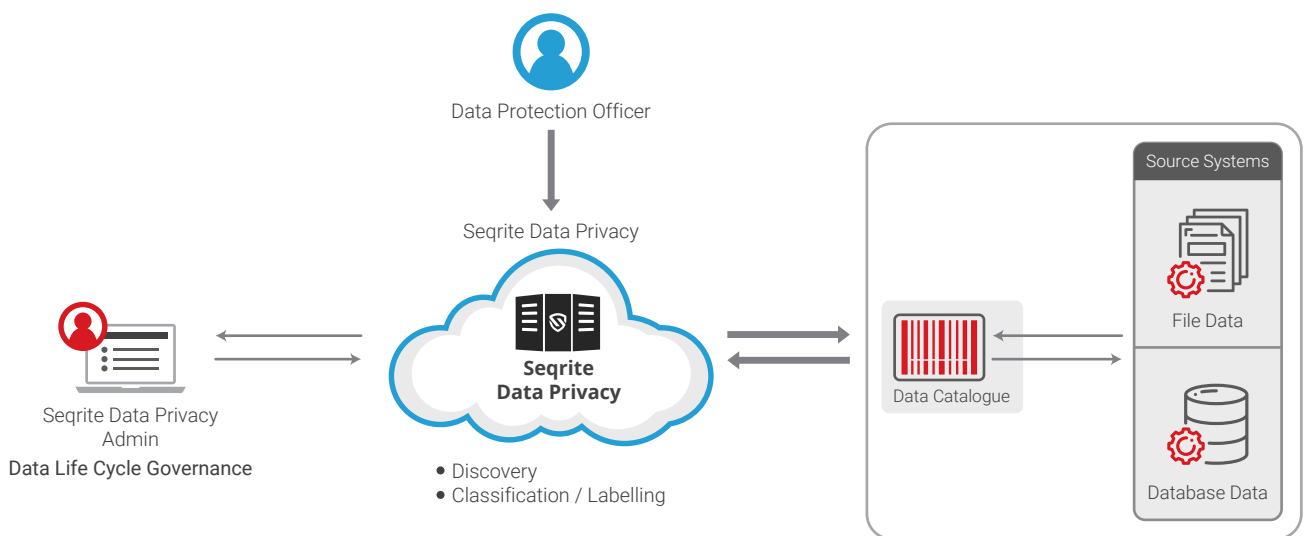 Data Protection Officer
Seqrite Data Privacy
Seqrite
Data Privacy
• Discovery
• Classification / Labelling
Seqrite Data Privacy
Admin
Data Life Cycle Governance
Data Catalogue
Source Systems
File Data
Database Data